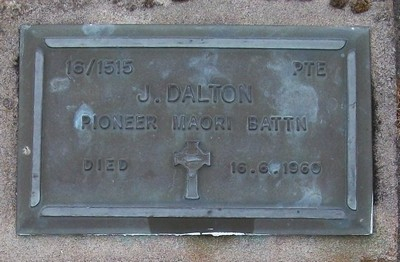 16/1515 PTE
J. DALTON
PIONEER MAORI BATTN
DIED 16.6.1960